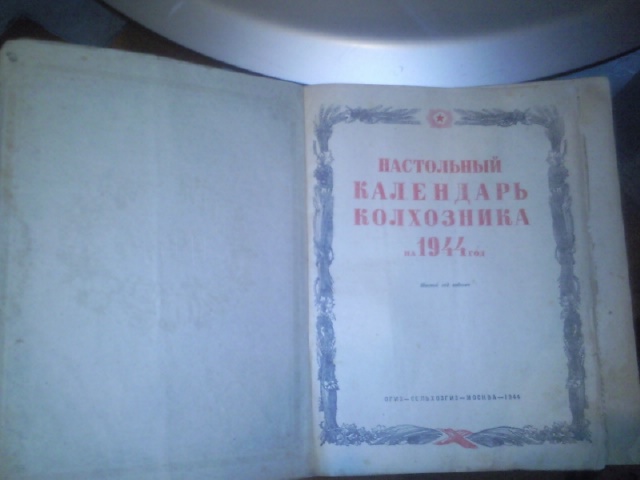 НАСТОЛЬНЫЙ
КАЛЕНДАРЬ
КОЛХОЗНИКА
НА 1944 ГОД
ОГИЗ—СЕЛЬХОЗГИЗ—МОСКВА—1944